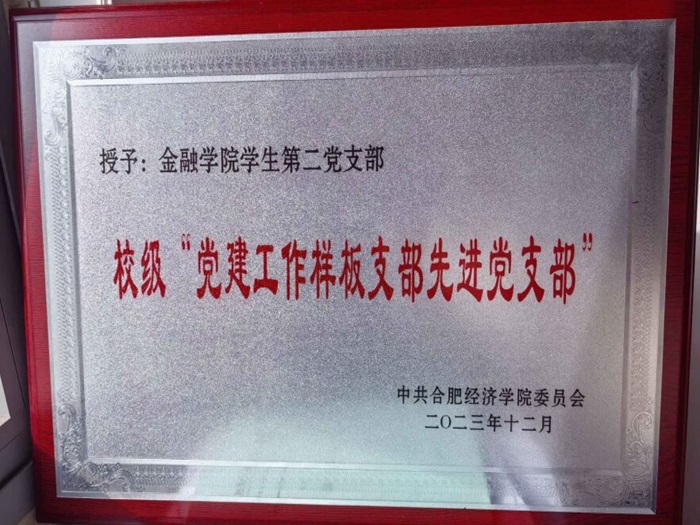 授予：金融学院学生第二党支部
校级“党建工作样板支部先进党支部”
中共合肥经济学院委员会
二〇二三年十二月